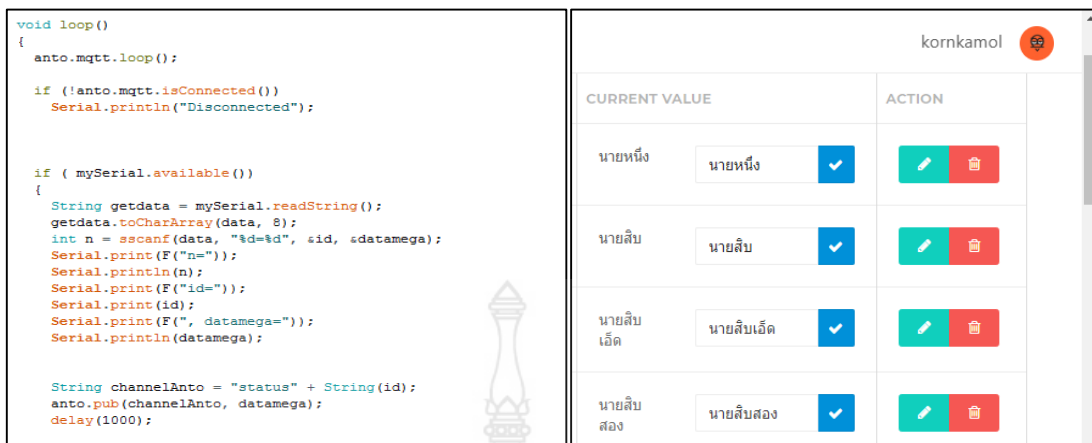 void loop()
{
anto.mqtt.loop();
if (!anto.mqtt.isConnected())
Serial.println("Disconnected");
if ( mySerial.available())
{
String getdata = mySerial.readString();
getdata.toCharArray(data, 8);
int n = sscanf(data, "%d=%d", &id, &datamega);
Serial.print(F("n="));
Serial.println(n);
Serial.print(F("id="));
Serial.print(id);
Serial.print(F(", datamega="));
Serial.println(datamega);
String channelAnto = "status" + String(id);
anto.pub(channelAnto, datamega);
delay(1000);
kornkamol
CURRENT VALUE ACTION
นายหนึ่ง นายหนึ่ง
นายสิบ นายสิบ
นายสิบ
เอ็ด
นายสิบเอ็ด
นายสิบ
สอง
นายสิบสอง